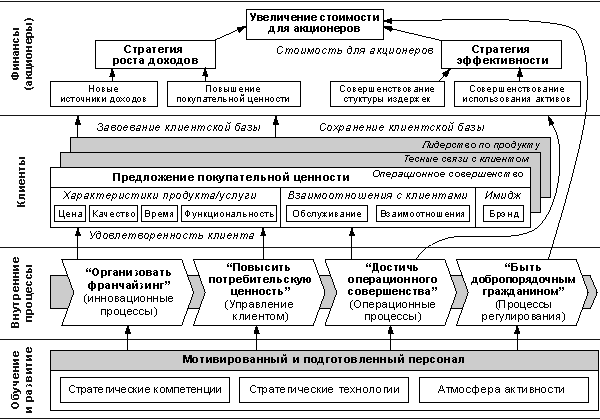 Финансы
(акционеры)
Увеличение стоимости
для акционеров
Стратегия
роста доходов
Стоимость для акционеров
Стратегия
эффективности
Новые
источники доходов
Повышение
покупательной ценности
Совершенствование
стуктуры издержек
Совершенствование
использования активов
Клиенты
Завоевание клиентской базы
Сохранение клиентской базы
Лидерство по продукту
Тесные связи с клиентом
Операционное совершенство
Предложение покупательной ценности
Характеристики продукта/услуги
Взаимоотношения с клиентами
Имидж
Цена
Качество
Время
Функциональность
Обслуживание
Взаимоотношения
Брэнд
Удовлетворенность клиента
Внутренние
процессы
“Организовать
франчайзинг”
(инновационные
процессы)
“Повысить
потребительскую
ценность”
(Управление
клиентом)
“Достичь
операционного
совершенства”
(Операционные
процессы)
“Быть
добропорядочным
гражданином”
(Процессы
регулирования)
Обучение
и развитие
Мотивированный и подготовленный персонал
Стратегические компетенции
Стратегические технологии
Атмосфера активности